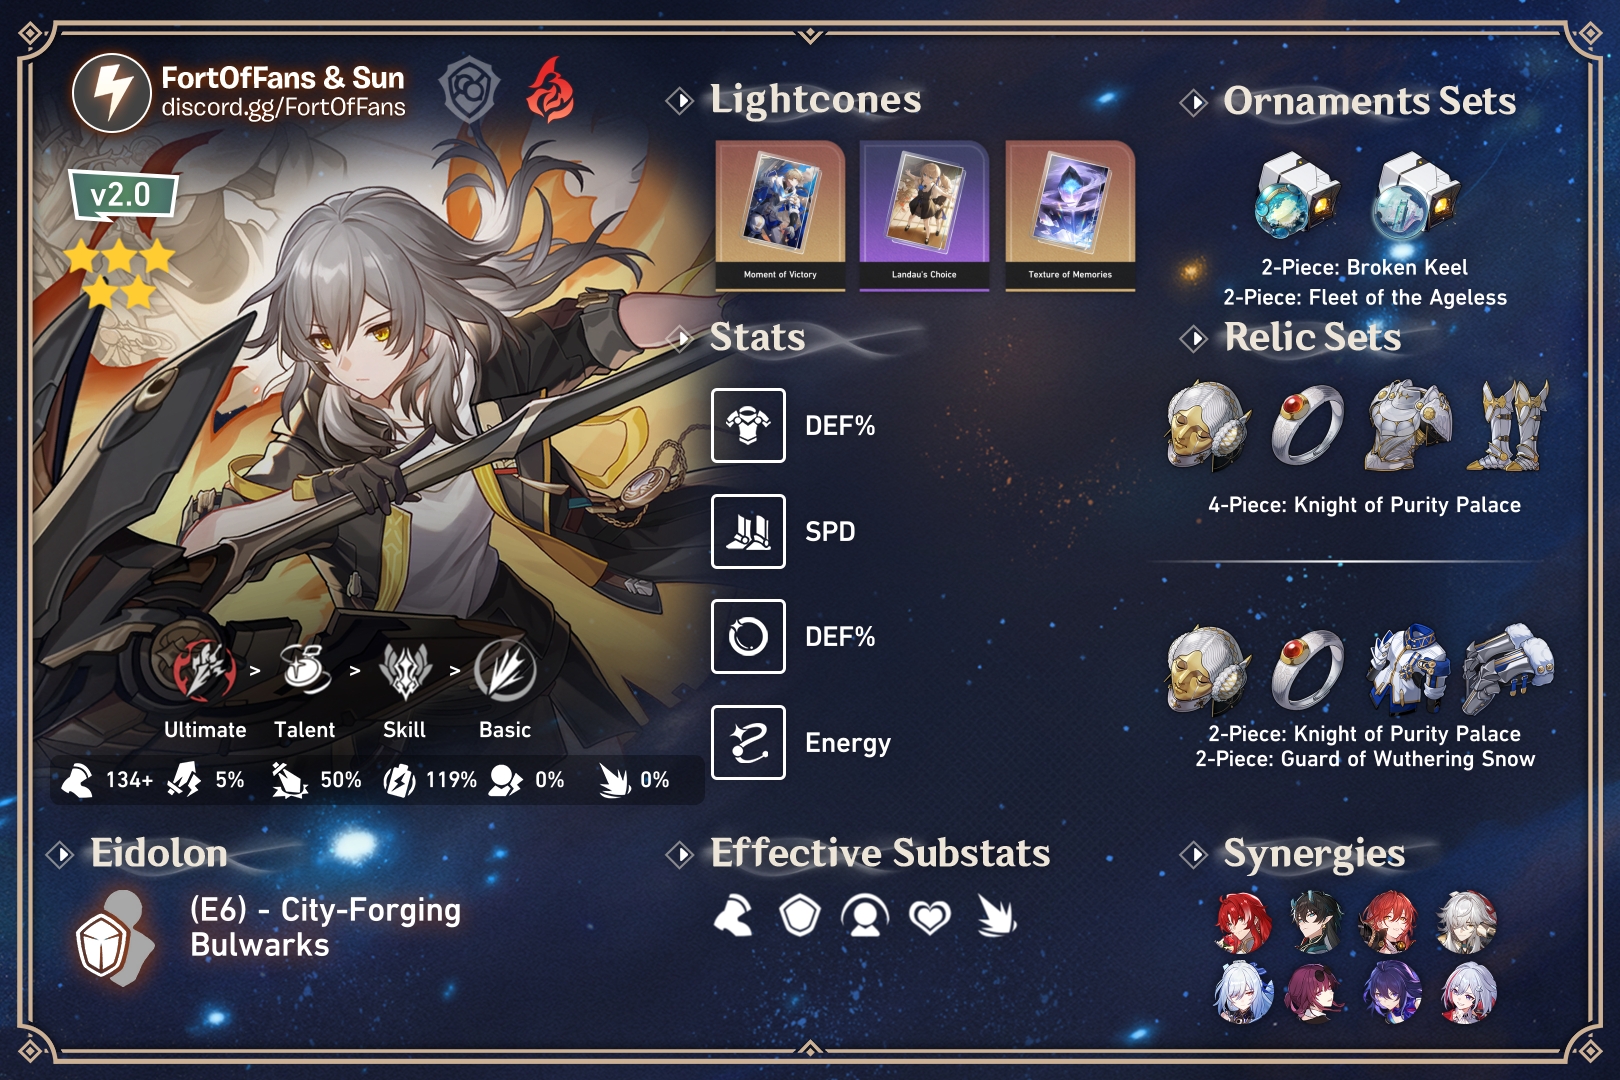 FortOfFans & Sun
discord.gg/FortOfFans
v2.0
Ultimate > Talent > Skill > Basic
134+ 5% 50% 119% 0% 0%
Eidolon
(E6) - City-Forging
Bulwarks
Lightcones
Moment of Victory
Landau's Choice
Texture of Memories
Stats
DEF%
SPD
DEF%
Energy
Effective Substats
Ornaments Sets
2-Piece: Broken Keel
2-Piece: Fleet of the Ageless
Relic Sets
4-Piece: Knight of Purity Palace
2-Piece: Knight of Purity Palace
2-Piece: Guard of Wuthering Snow
Synergies